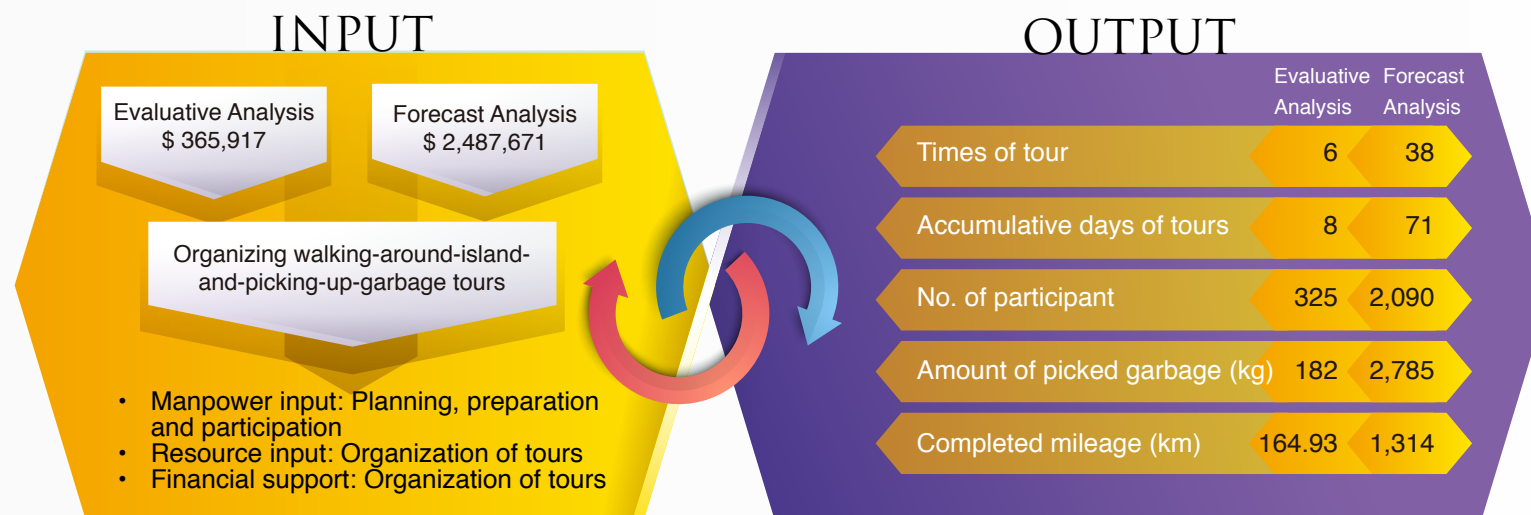 INPUT
Evaluative Analysis
$ 365,917
Forecast Analysis
$ 2,487,671
Organizing walking-around-island-
and-picking-up-garbage tours
• Manpower input: Planning, preparation
and participation
• Resource input: Organization of tours
• Financial support: Organization of tours
OUTPUT
Evaluative Forecast
Analysis Analysis
Times of tour 6 38
Accumulative days of tours 8 71
No. of participant 325 2,090
Amount of picked garbage (kg) 182 2,785
Completed mileage (km) 164.93 1,314